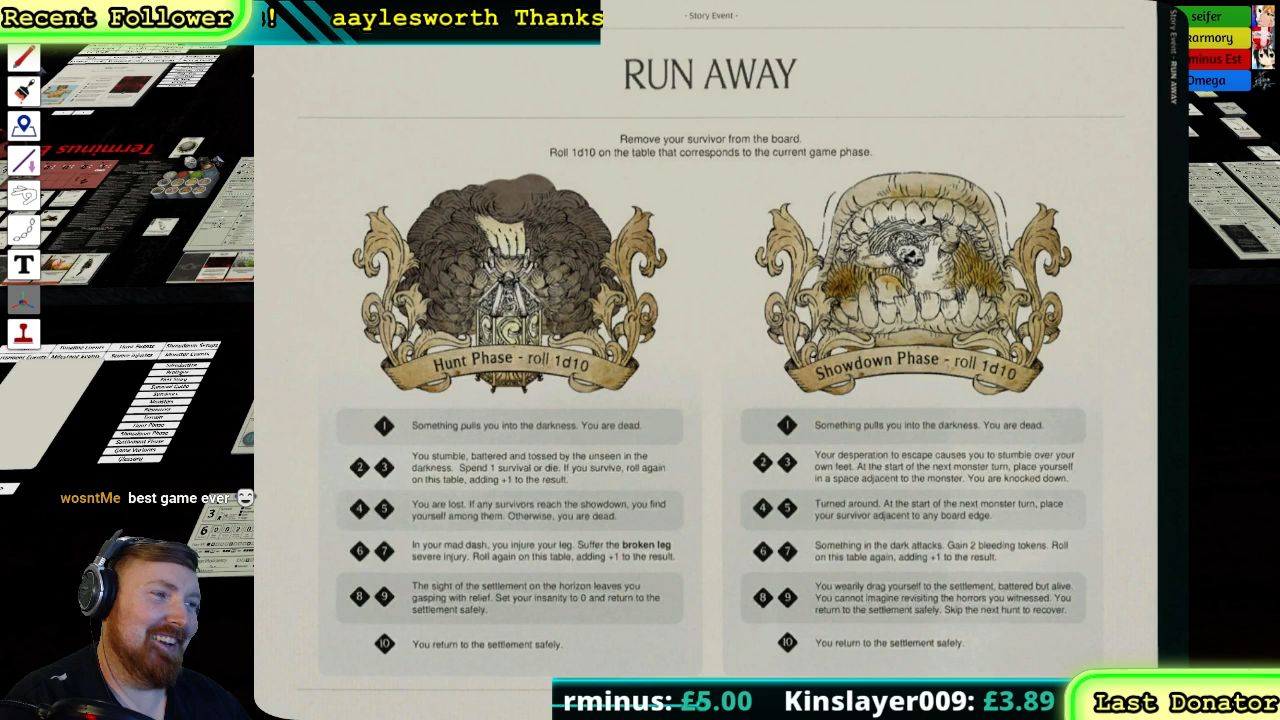 Recent Follower
3! aaylesworth Thanks
- Story Event -
Story Event - RUN AWAY
seifer
karmory
minus Est
Omega
RUN AWAY
Remove your survivor from the board.
Roll 1d10 on the table that corresponds to the current game phase.
Hunt Phase - roll 1d10
1 Something pulls you into the darkness. You are dead.
2 3 You stumble, battered and tossed by the unseen in the
darkness. Spend 1 survival or die. If you survive, roll again
on this table, adding +1 to the result.
4 5 You are lost. If any survivors reach the showdown, you find
yourself among them. Otherwise, you are dead.
6 7 In your mad dash, you injure your leg. Suffer the broken leg
severe injury. Roll again on this table, adding +1 to the result.
8 9 The sight of the settlement on the horizon leaves you
gasping with relief. Set your insanity to 0 and return to the
settlement safely.
10 You return to the settlement safely.
Showdown Phase - roll 1d10
1 Something pulls you into the darkness. You are dead.
2 3 Your desperation to escape causes you to stumble over your
own feet. At the start of the next monster turn, place yourself
in a space adjacent to the monster. You are knocked down.
4 5 Turned around. At the start of the next monster turn, place
your survivor adjacent to any board edge.
6 7 Something in the dark attacks. Gain 2 bleeding tokens. Roll
on this table again, adding +1 to the result.
8 9 You wearily drag yourself to the settlement, battered but alive.
You cannot imagine revisiting the horrors you witnessed. You
return to the settlement safely. Skip the next hunt to recover.
10 You return to the settlement safely.
T
wosntMe best game ever
rminus: £5.00 Kinslayer009: £3.89
Last Donator